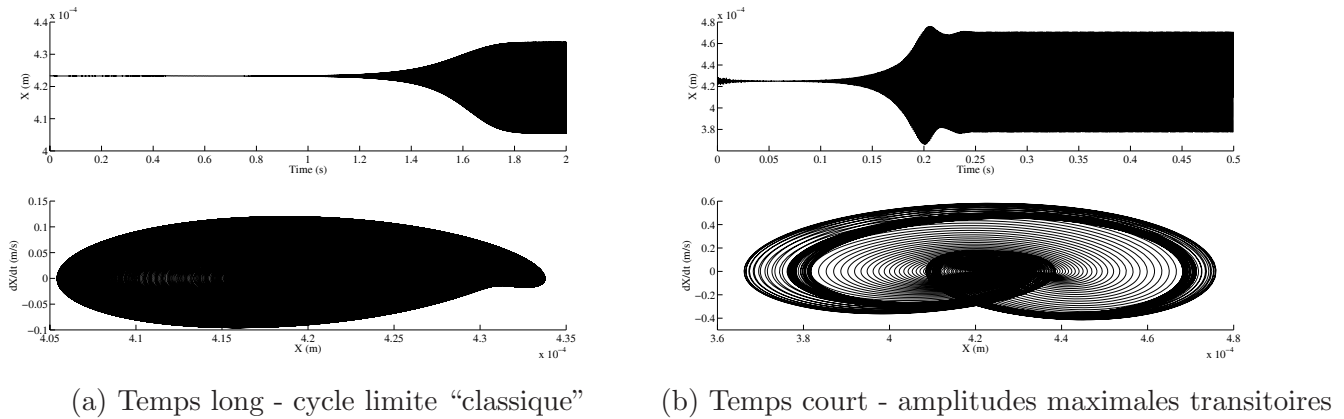 x 10⁻⁴
4.4
4.3
4.2
4.1
4
X (m)
0 0.2 0.4 0.6 0.8 1 1.2 1.4 1.6 1.8 2
Time (s)
0.15
0.1
0.05
0
−0.05
−0.1
dX/dt (m/s)
4.05 4.1 4.15 4.2 4.25 4.3 4.35
X (m)
x 10⁻⁴
(a) Temps long - cycle limite “classique”
x 10⁻⁴
4.8
4.6
4.4
4.2
4
3.8
X (m)
0 0.05 0.1 0.15 0.2 0.25 0.3 0.35 0.4 0.45 0.5
Time (s)
0.6
0.4
0.2
0
−0.2
−0.4
dX/dt (m/s)
3.6 3.8 4 4.2 4.4 4.6 4.8
X (m)
x 10⁻⁴
(b) Temps court - amplitudes maximales transitoires